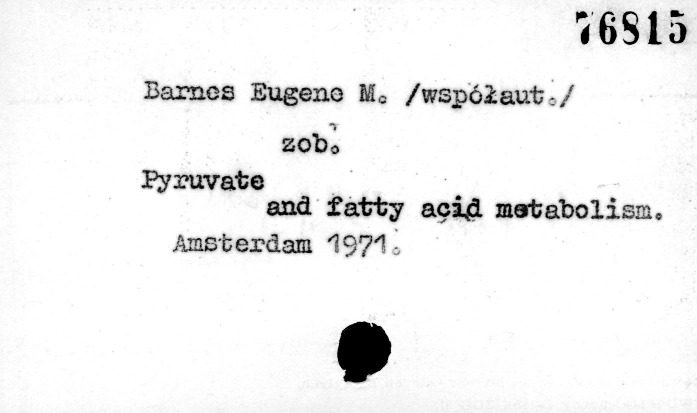 76815
Barnes Eugene M. /współaut./
zob.
Pyruvate
and fatty acid metabolism.
Amsterdam 1971.